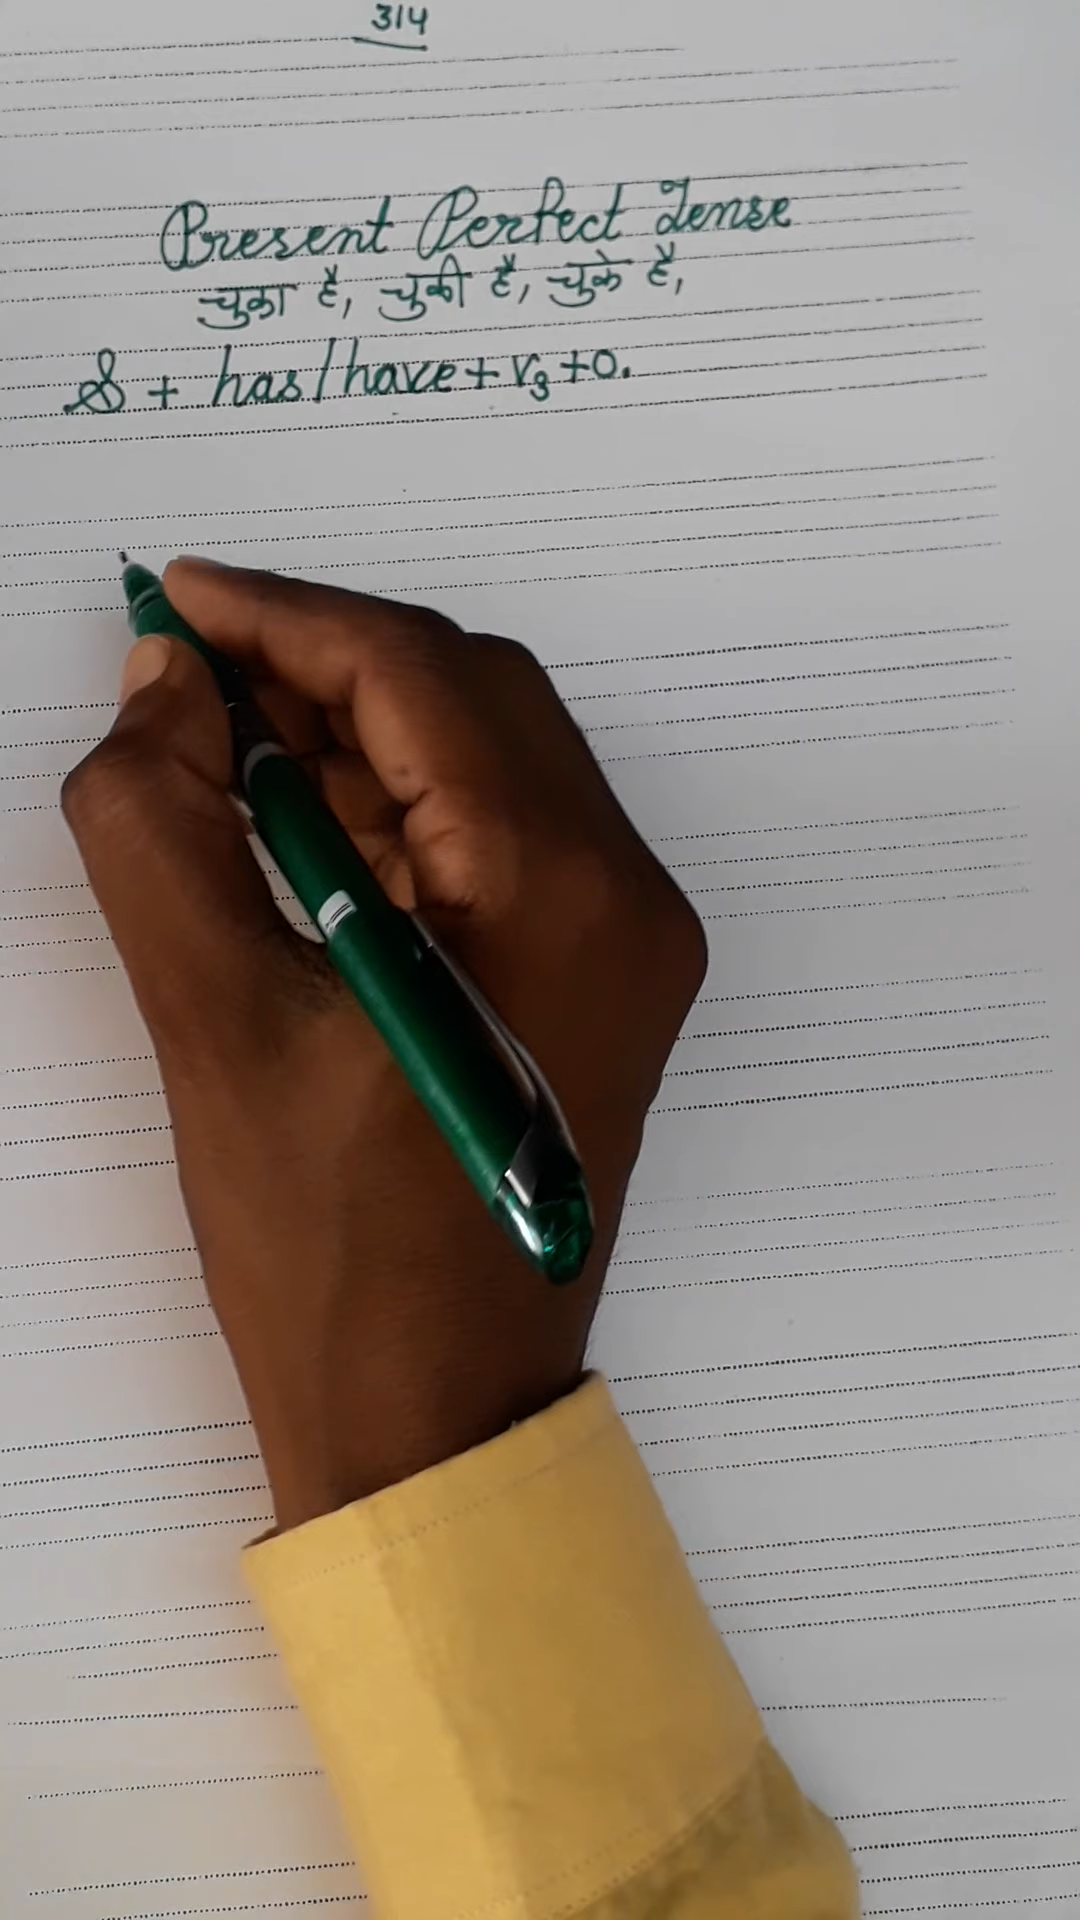 314
Present Perfect Tense
चुका है, चुकी है, चुके है,
S + has/have + V3 + O.